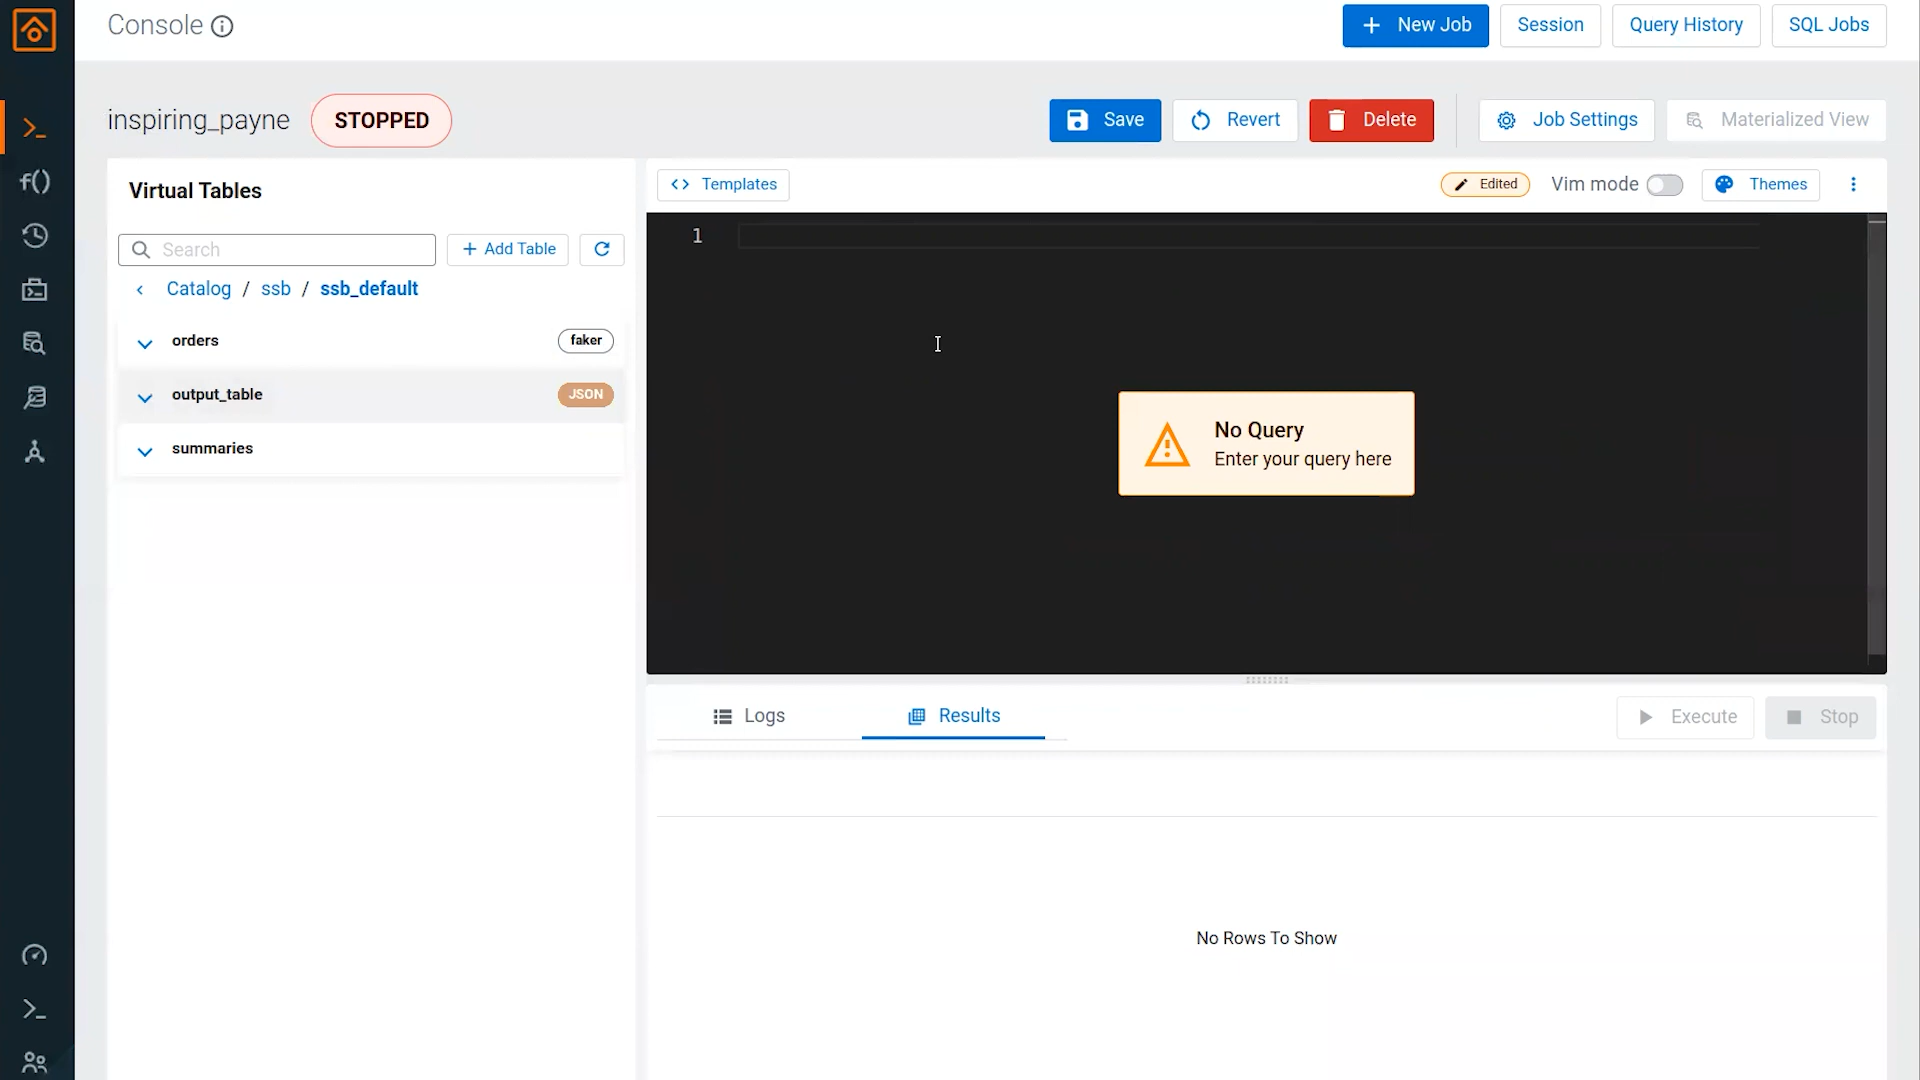 Console
New Job
Session
Query History
SQL Jobs
inspiring_payne
STOPPED
Save
Revert
Delete
Job Settings
Materialized View
Virtual Tables
Templates
Edited
Vim mode
Themes
Search
Add Table
Catalog / ssb / ssb_default
orders
faker
output_table
JSON
summaries
f()
1
No Query
Enter your query here
Logs
Results
Execute
Stop
No Rows To Show